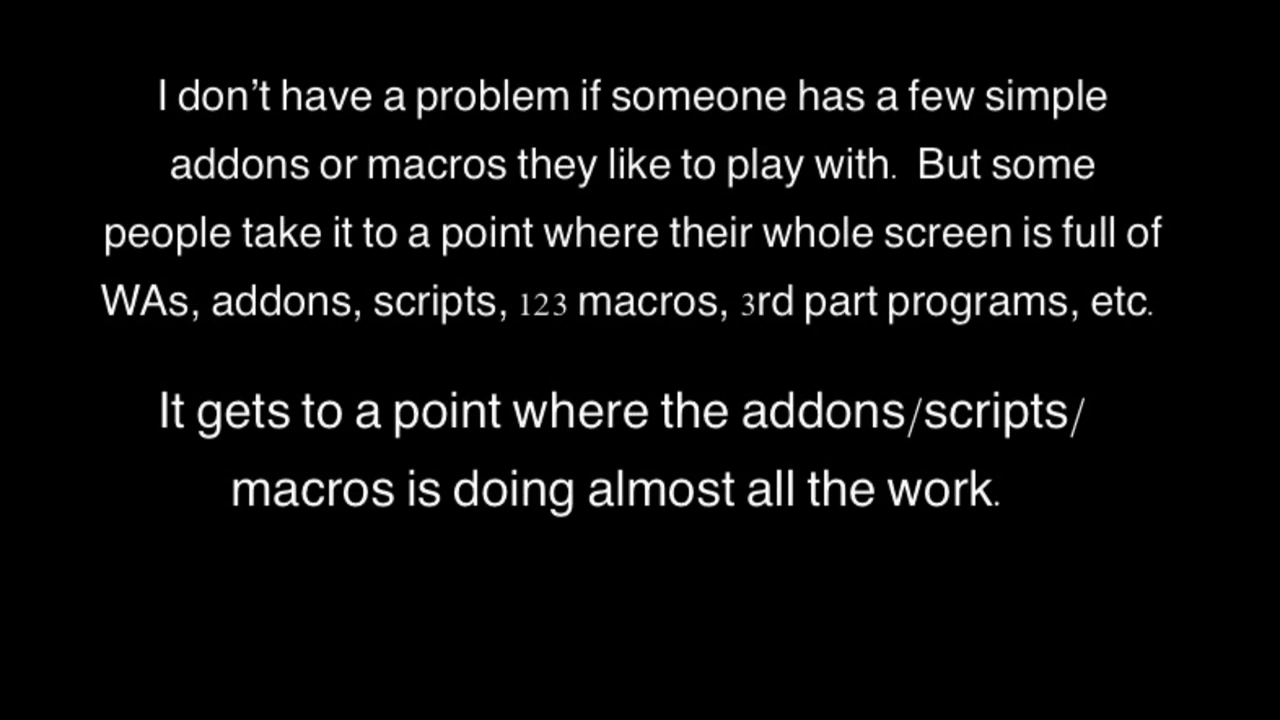 I don’t have a problem if someone has a few simple
addons or macros they like to play with.  But some
people take it to a point where their whole screen is full of
WAs, addons, scripts, 123 macros, 3rd part programs, etc.
It gets to a point where the addons/scripts/
macros is doing almost all the work.